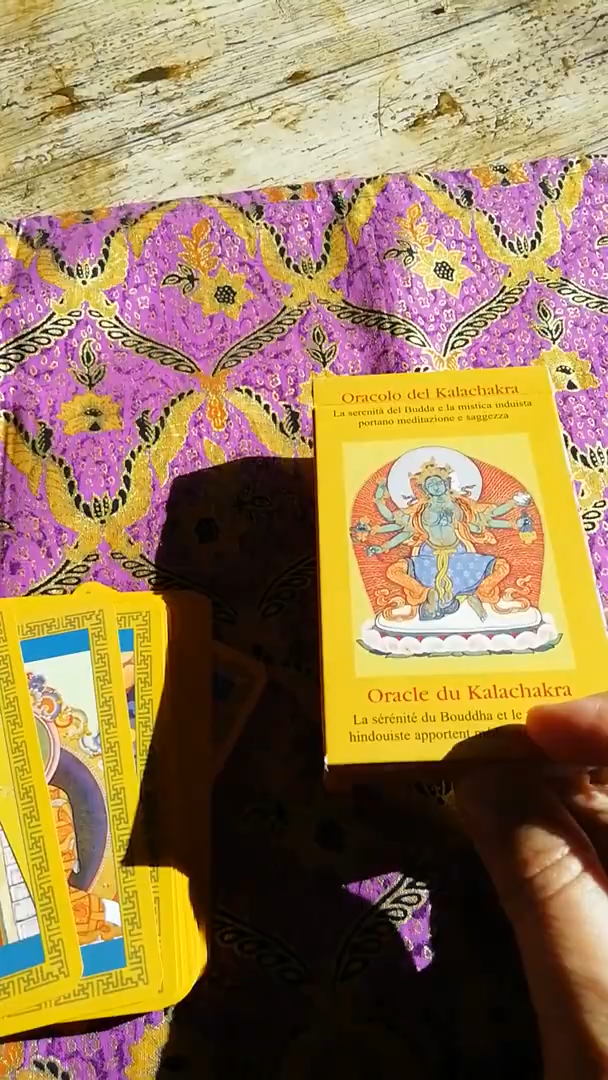 Oracolo del Kalachakra
La serenità del Budda e la mistica induista
portano meditazione e saggezza
Oracle du Kalachakra
La sérénité du Bouddha et le
hindouiste apportent